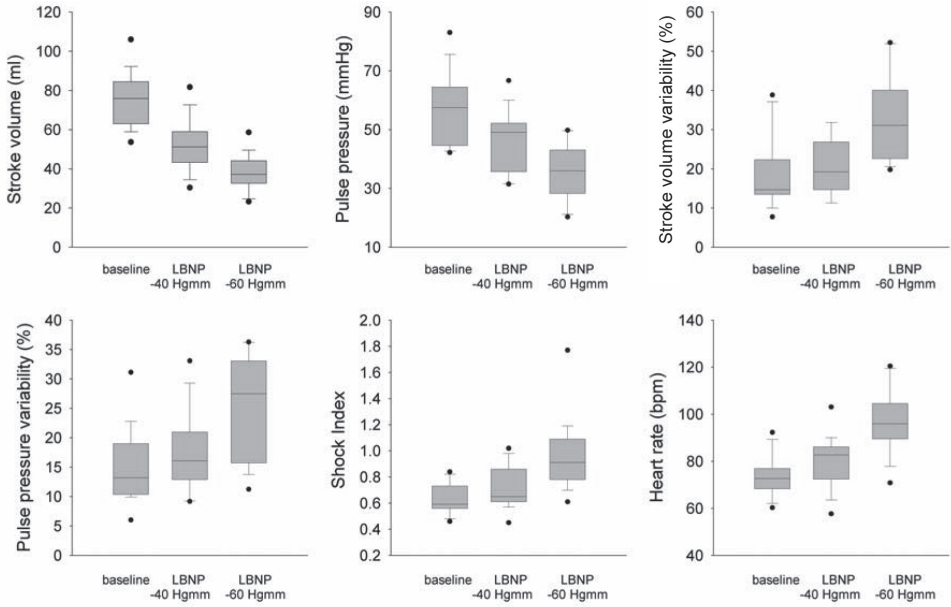 Stroke volume (ml)
120
100
80
60
40
20
0
baseline LBNP LBNP
-40 Hgmm -60 Hgmm
Pulse pressure (mmHg)
90
70
50
30
10
baseline LBNP LBNP
-40 Hgmm -60 Hgmm
Stroke volume variability (%)
60
50
40
30
20
10
0
baseline LBNP LBNP
-40 Hgmm -60 Hgmm
Pulse pressure variability (%)
40
35
30
25
20
15
10
5
0
baseline LBNP LBNP
-40 Hgmm -60 Hgmm
Shock Index
2.0
1.8
1.6
1.4
1.2
1.0
0.8
0.6
0.4
0.2
baseline LBNP LBNP
-40 Hgmm -60 Hgmm
Heart rate (bpm)
140
120
100
80
60
40
baseline LBNP LBNP
-40 Hgmm -60 Hgmm